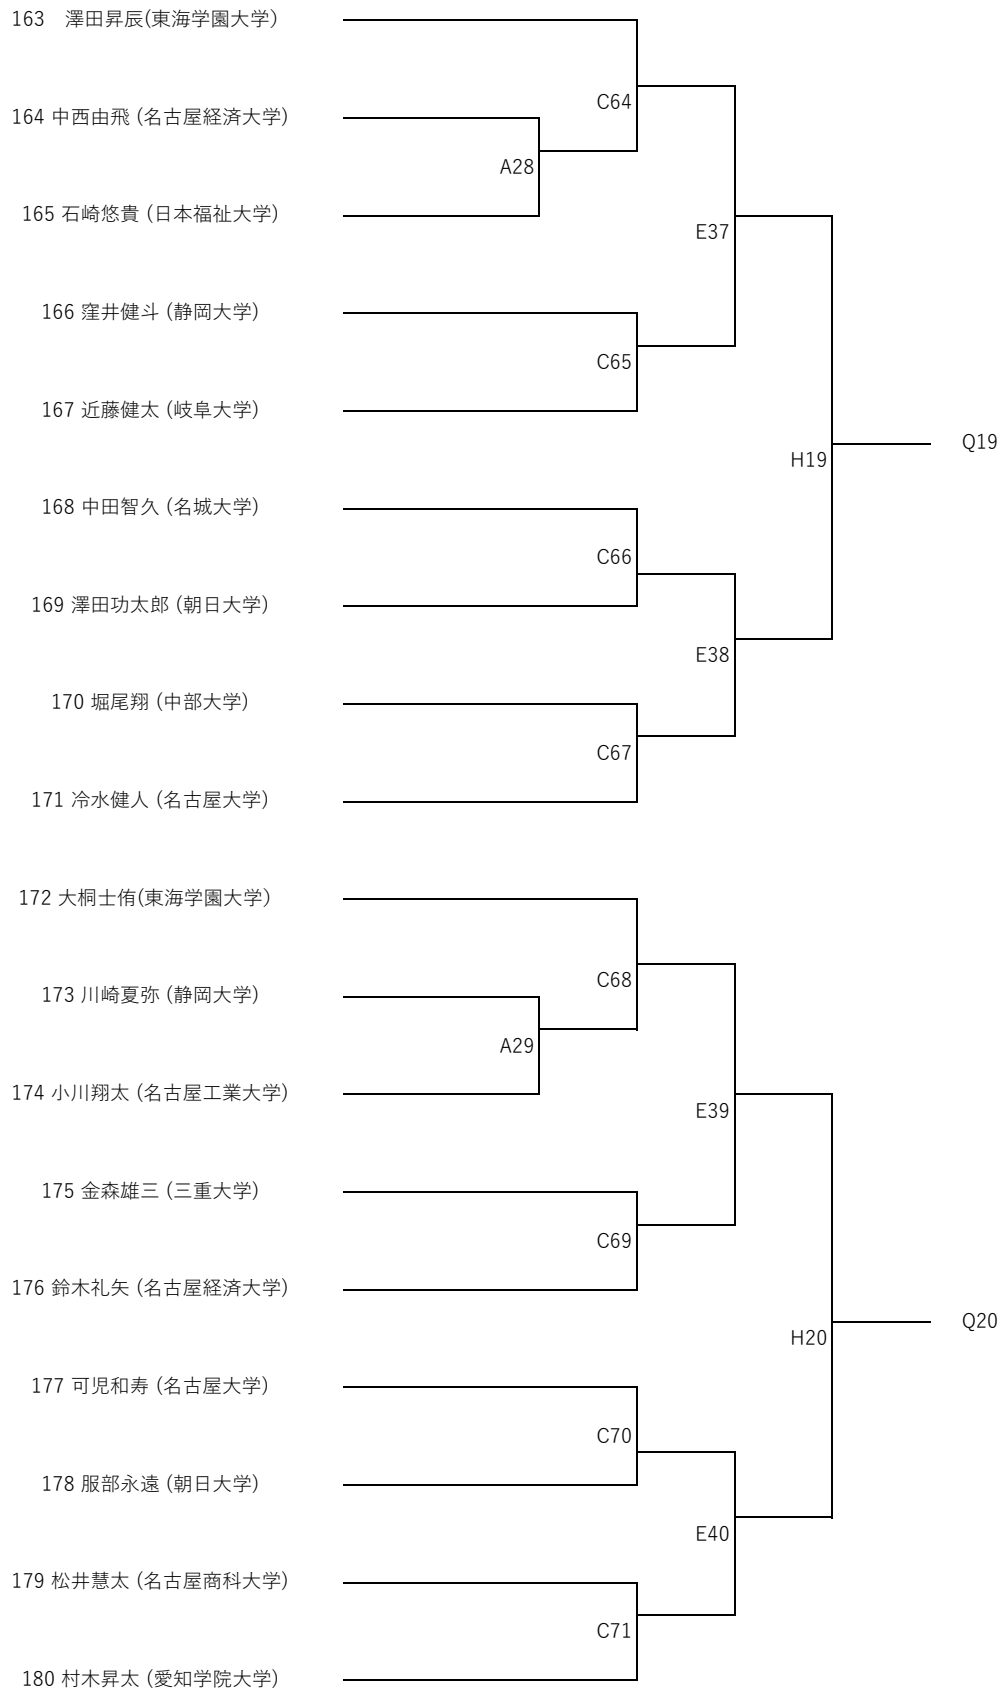 163　澤田昇辰(東海学園大学)
C64
164 中西由飛 (名古屋経済大学)
A28
165 石崎悠貴 (日本福祉大学)
E37
166 窪井健斗 (静岡大学)
C65
167 近藤健太 (岐阜大学)
Q19
H19
168 中田智久 (名城大学)
C66
169 澤田功太郎 (朝日大学)
E38
170 堀尾翔 (中部大学)
C67
171 冷水健人 (名古屋大学)
172 大桐士侑(東海学園大学)
C68
173 川崎夏弥 (静岡大学)
A29
174 小川翔太 (名古屋工業大学)
E39
175 金森雄三 (三重大学)
C69
176 鈴木礼矢 (名古屋経済大学)
Q20
H20
177 可児和寿 (名古屋大学)
C70
178 服部永遠 (朝日大学)
E40
179 松井慧太 (名古屋商科大学)
C71
180 村木昇太 (愛知学院大学)